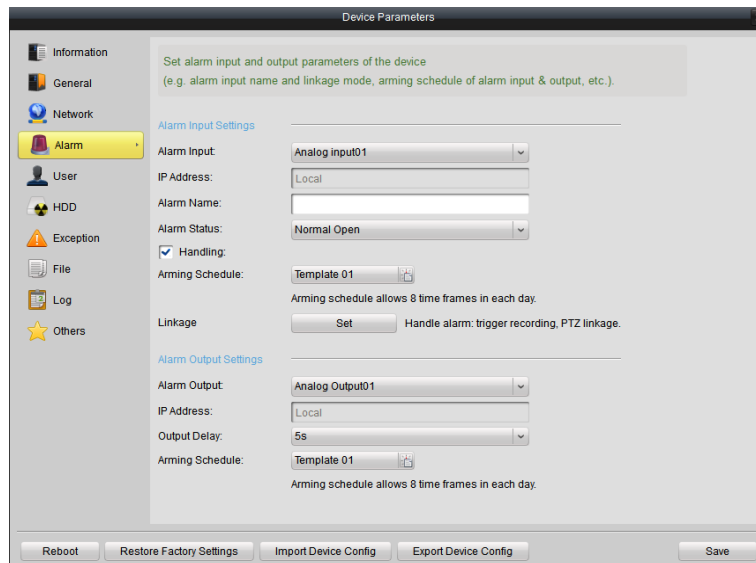 Device Parameters
Information
General
Network
Alarm
User
HDD
Exception
File
Log
Others
Set alarm input and output parameters of the device
(e.g. alarm input name and linkage mode, arming schedule of alarm input & output, etc.).
Alarm Input Settings
Alarm Input: Analog input01
IP Address: Local
Alarm Name:
Alarm Status: Normal Open
Handling:
Arming Schedule: Template 01
Arming schedule allows 8 time frames in each day.
Linkage Set Handle alarm: trigger recording, PTZ linkage.
Alarm Output Settings
Alarm Output: Analog Output01
IP Address: Local
Output Delay: 5s
Arming Schedule: Template 01
Arming schedule allows 8 time frames in each day.
Reboot Restore Factory Settings Import Device Config Export Device Config Save